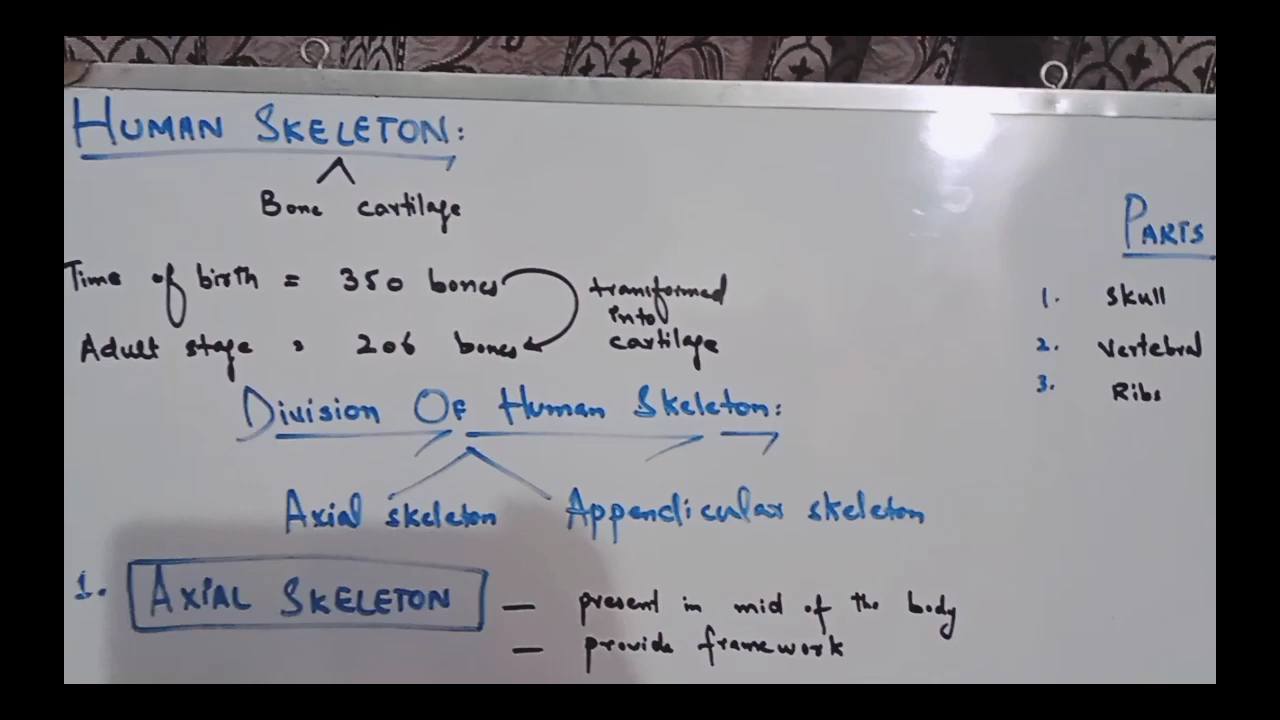 HUMAN SKELETON:
Bone cartilage
Time of birth = 350 bones
transformed
into
cartilage
Adult stage = 206 bones
Division Of Human Skeleton:
Axial skeleton Appendicular skeleton
1. AXIAL SKELETON
— present in mid of the body
— provide framework
PARTS
1. Skull
2. Vertebral
3. Ribs